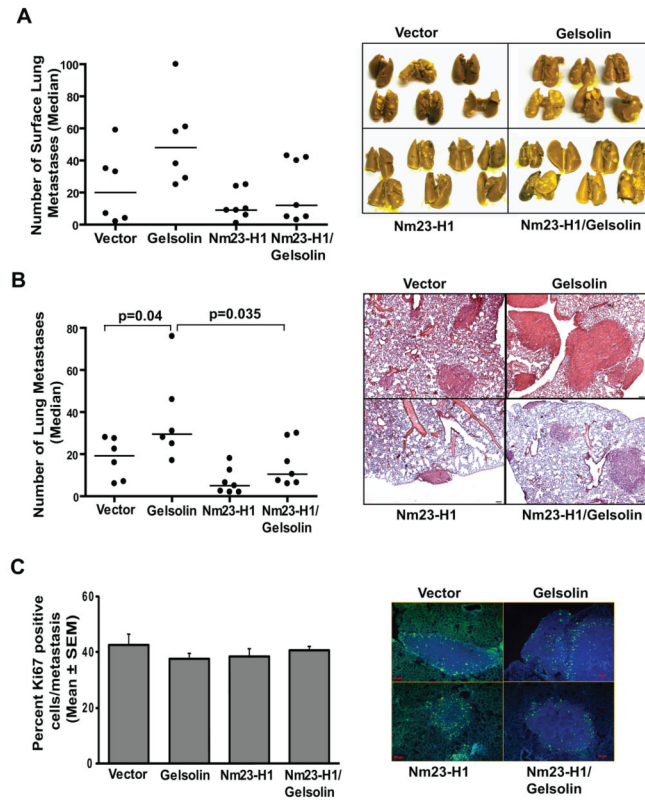 A
Number of Surface Lung
Metastases (Median)
100
80
60
40
20
0
Vector
Gelsolin
Nm23-H1
Nm23-H1/
Gelsolin
Vector
Gelsolin
Nm23-H1
Nm23-H1/Gelsolin
B
Number of Lung Metastases
(Median)
80
60
40
20
0
p=0.04
p=0.035
Vector
Gelsolin
Nm23-H1
Nm23-H1/
Gelsolin
Vector
Gelsolin
Nm23-H1
Nm23-H1/Gelsolin
C
Percent Ki67 positive
cells/metastasis
(Mean ± SEM)
60
40
20
0
Vector
Gelsolin
Nm23-H1
Nm23-H1/
Gelsolin
Vector
Gelsolin
Nm23-H1
Nm23-H1/
Gelsolin